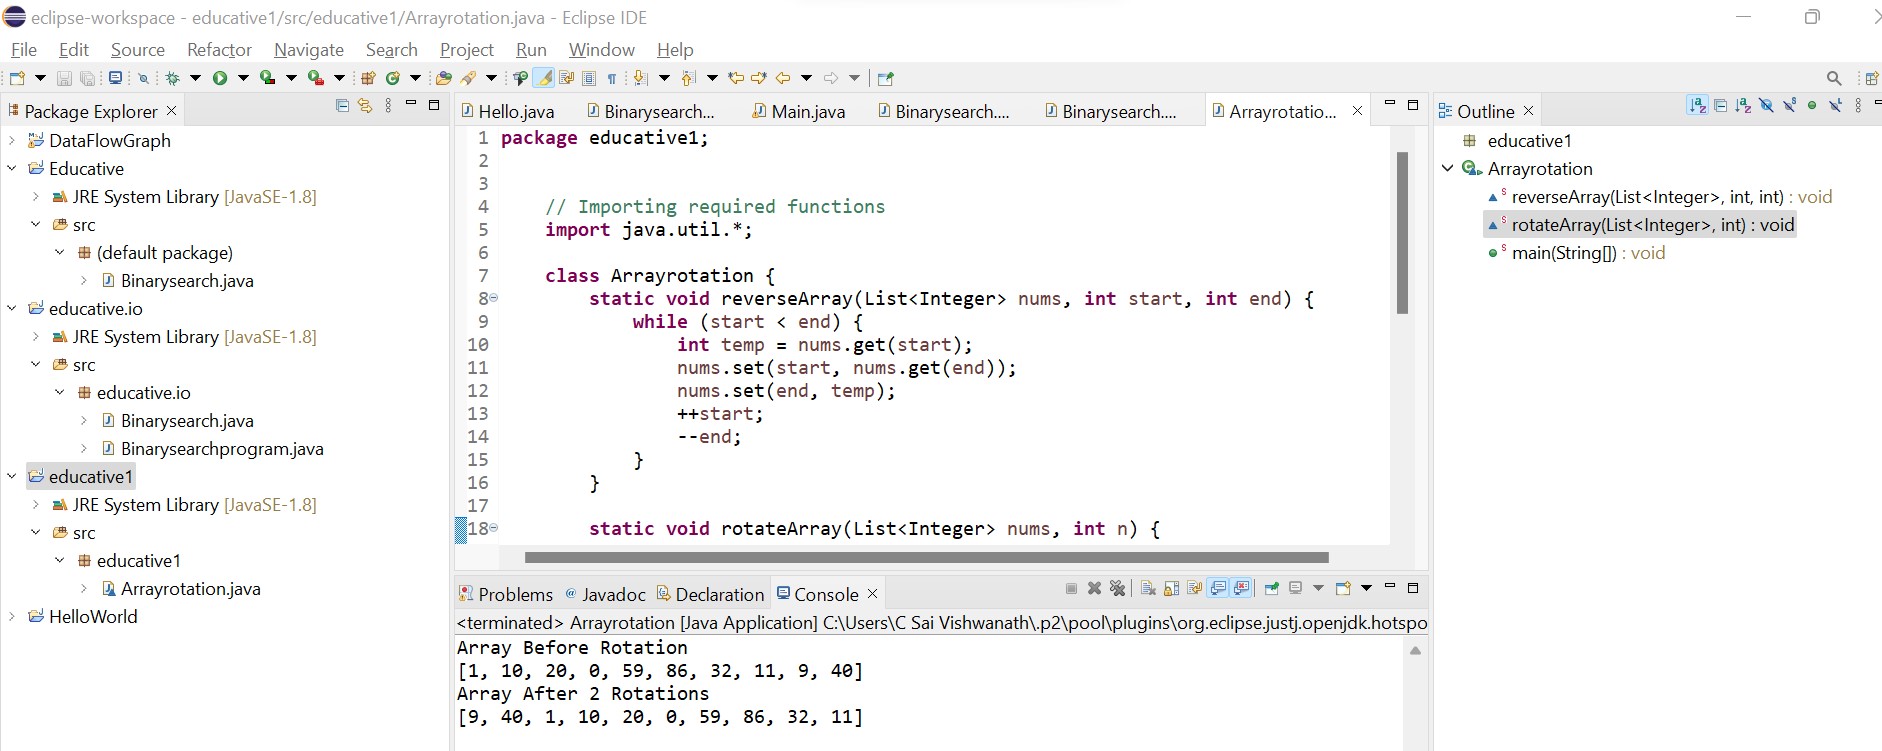 eclipse-workspace - educative1/src/educative1/Arrayrotation.java - Eclipse IDE
File Edit Source Refactor Navigate Search Project Run Window Help
Package Explorer
DataFlowGraph
Educative
JRE System Library [JavaSE-1.8]
src
(default package)
Binarysearch.java
educative.io
JRE System Library [JavaSE-1.8]
src
educative.io
Binarysearch.java
Binarysearchprogram.java
educative1
JRE System Library [JavaSE-1.8]
src
educative1
Arrayrotation.java
HelloWorld
Hello.java Binarysearch... Main.java Binarysearch.... Binarysearch.... Arrayrotatio...
1 package educative1;
2
3
4 // Importing required functions
5 import java.util.*;
6
7 class Arrayrotation {
8 static void reverseArray(List<Integer> nums, int start, int end) {
9 while (start < end) {
10 int temp = nums.get(start);
11 nums.set(start, nums.get(end));
12 nums.set(end, temp);
13 ++start;
14 --end;
15 }
16 }
17
18 static void rotateArray(List<Integer> nums, int n) {
Problems Javadoc Declaration Console
<terminated> Arrayrotation [Java Application] C:\Users\C Sai Vishwanath\.p2\pool\plugins\org.eclipse.justj.openjdk.hotspo
Array Before Rotation
[1, 10, 20, 0, 59, 86, 32, 11, 9, 40]
Array After 2 Rotations
[9, 40, 1, 10, 20, 0, 59, 86, 32, 11]
Outline
educative1
Arrayrotation
reverseArray(List<Integer>, int, int) : void
rotateArray(List<Integer>, int) : void
main(String[]) : void